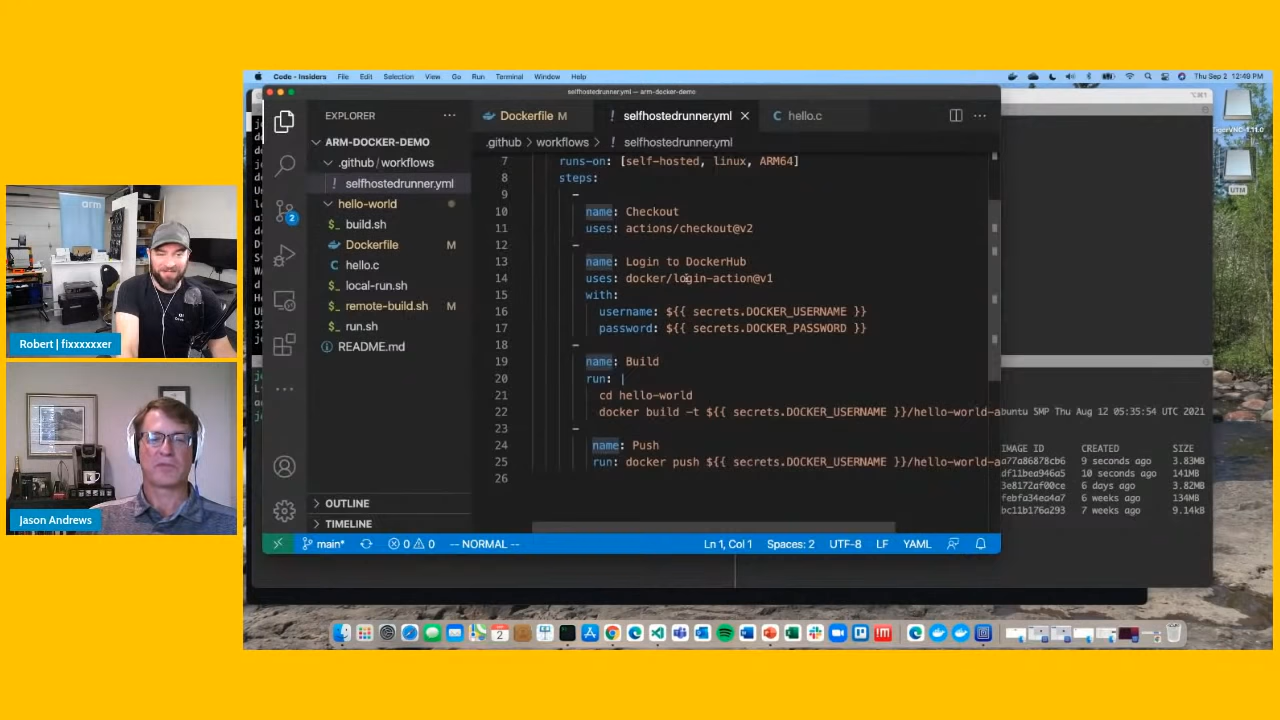 Code - Insiders File Edit Selection View Go Run Terminal Window Help
Thu Sep 2 12:49 PM
selfhostedrunner.yml — arm-docker-demo
EXPLORER
ARM-DOCKER-DEMO
.github / workflows
selfhostedrunner.yml
hello-world
build.sh
Dockerfile M
hello.c
local-run.sh
remote-build.sh M
run.sh
README.md
OUTLINE
TIMELINE
2
Dockerfile M
selfhostedrunner.yml
hello.c
.github > workflows > selfhostedrunner.yml
7 runs-on: [self-hosted, linux, ARM64]
8 steps:
9 -
10 name: Checkout
11 uses: actions/checkout@v2
12 -
13 name: Login to DockerHub
14 uses: docker/login-action@v1
15 with:
16 username: ${{ secrets.DOCKER_USERNAME }}
17 password: ${{ secrets.DOCKER_PASSWORD }}
18 -
19 name: Build
20 run: |
21 cd hello-world
22 docker build -t ${{ secrets.DOCKER_USERNAME }}/hello-world-a
23 -
24 name: Push
25 run: docker push ${{ secrets.DOCKER_USERNAME }}/hello-world-a
26
main* 0 0 -- NORMAL -- Ln 1, Col 1 Spaces: 2 UTF-8 LF YAML
buntu SMP Thu Aug 12 05:35:54 UTC 2021
IMAGE ID CREATED SIZE
a77a86878cb6 9 seconds ago 3.83MB
df11bea946a5 10 seconds ago 141MB
3e8172af00ce 6 days ago 3.82MB
febfa34ea4a7 6 weeks ago 134MB
bc11b176a293 7 weeks ago 9.14kB
UTM
arm
Robert | fixxxxxxer
Jason Andrews